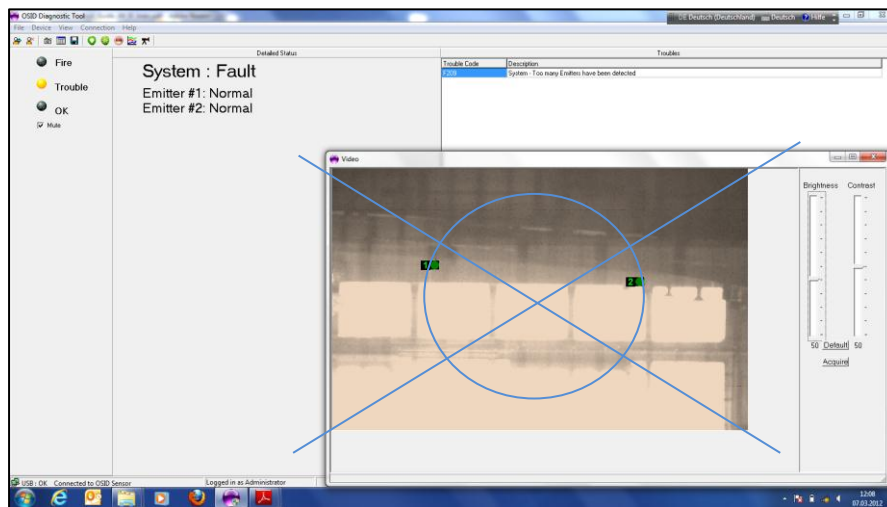 OSID Diagnostic Tool
DE Deutsch (Deutschland) Deutsch Hilfe
File Device View Connection Help
Detailed Status
Troubles
Fire
Trouble
OK
Mute
System : Fault
Emitter #1: Normal
Emitter #2: Normal
Trouble Code Description
System - Too many Emitters have been detected
Video
Brightness Contrast
1
2
50 Default 50
Acquire
USB : OK Connected to OSID Sensor Logged in as Administrator
12:08
07.03.2012